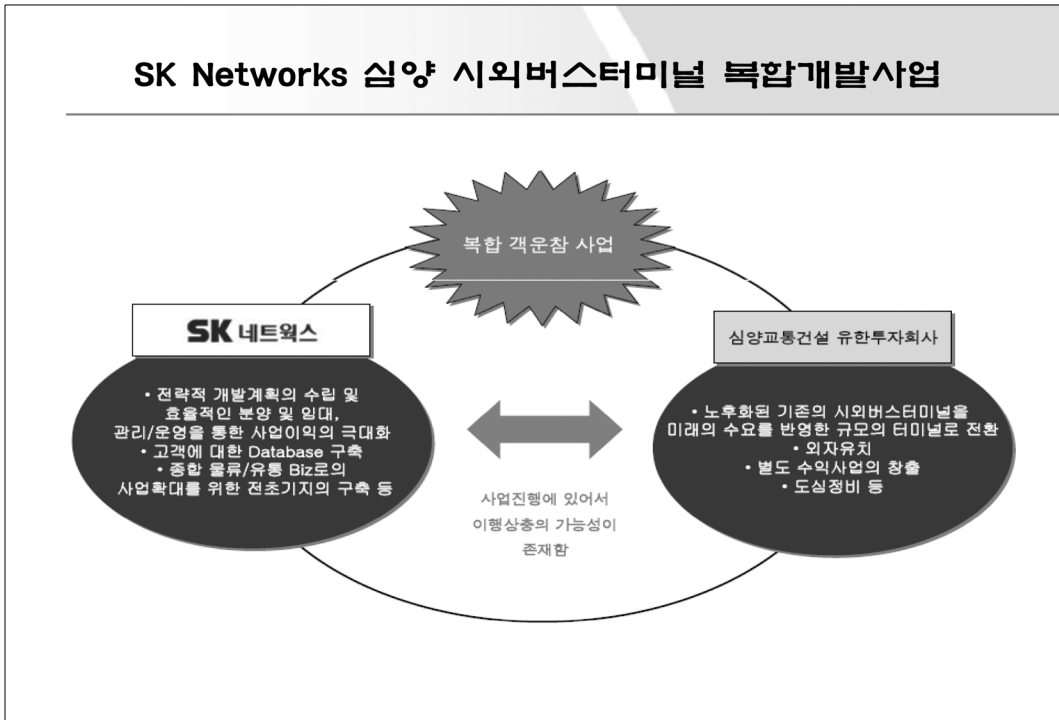 SK Networks 심양 시외버스터미널 복합개발사업
복합 객운참 사업
SK 네트웍스
• 전략적 개발계획의 수립 및
효율적인 분양 및 임대,
관리/운영을 통한 사업이익의 극대화
• 고객에 대한 Database 구축
• 종합 물류/유통 Biz로의
사업확대를 위한 전초기지의 구축 등
사업진행에 있어서
이행상충의 가능성이
존재함
심양교통건설 유한투자회사
• 노후화된 기존의 시외버스터미널을
미래의 수요를 반영한 규모의 터미널로 전환
• 외자유치
• 별도 수익사업의 창출
• 도심정비 등